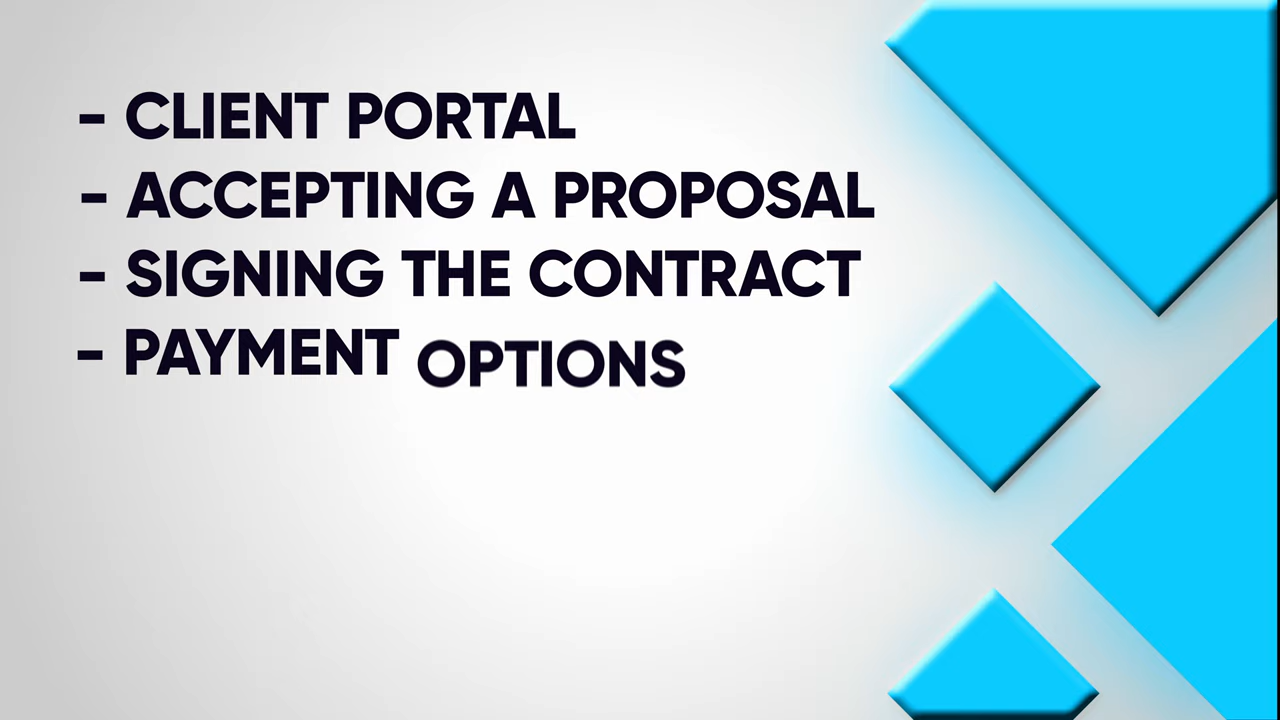 - CLIENT PORTAL
- ACCEPTING A PROPOSAL
- SIGNING THE CONTRACT
- PAYMENT OPTIONS